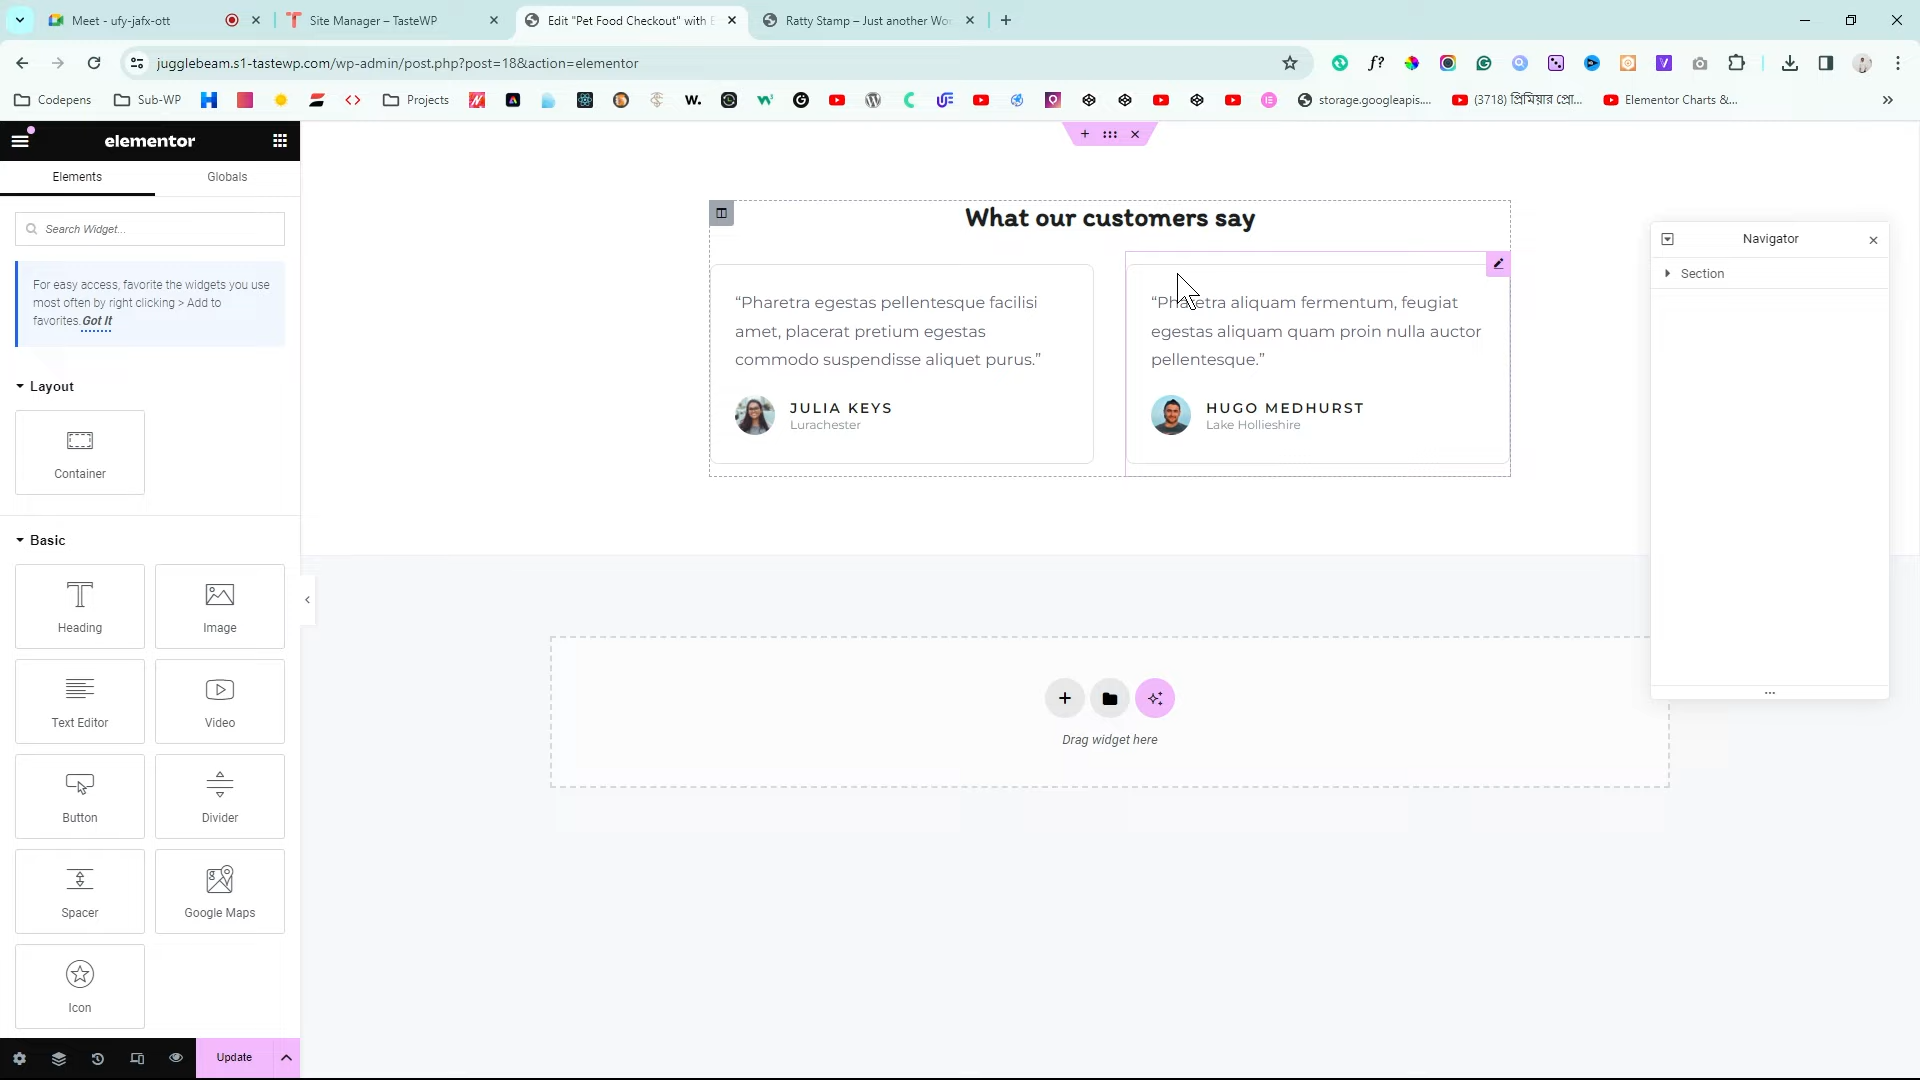 Meet - ufy-jafx-ott
Site Manager – TasteWP
Edit "Pet Food Checkout" with E
Ratty Stamp – Just another Wo
jugglebeam.s1-tastewp.com/wp-admin/post.php?post=18&action=elementor
Codepens
Sub-WP
Projects
storage.googleapis....
(3718) প্রিমিয়ার প্রো...
Elementor Charts &...
elementor
Elements
Globals
Search Widget...
For easy access, favorite the widgets you use
most often by right clicking > Add to
favorites. Got It
Layout
Container
Basic
Heading
Image
Text Editor
Video
Button
Divider
Spacer
Google Maps
Icon
Update
What our customers say
“Pharetra egestas pellentesque facilisi
amet, placerat pretium egestas
commodo suspendisse aliquet purus.”
JULIA KEYS
Lurachester
“Pharetra aliquam fermentum, feugiat
egestas aliquam quam proin nulla auctor
pellentesque.”
HUGO MEDHURST
Lake Hollieshire
Drag widget here
Navigator
Section